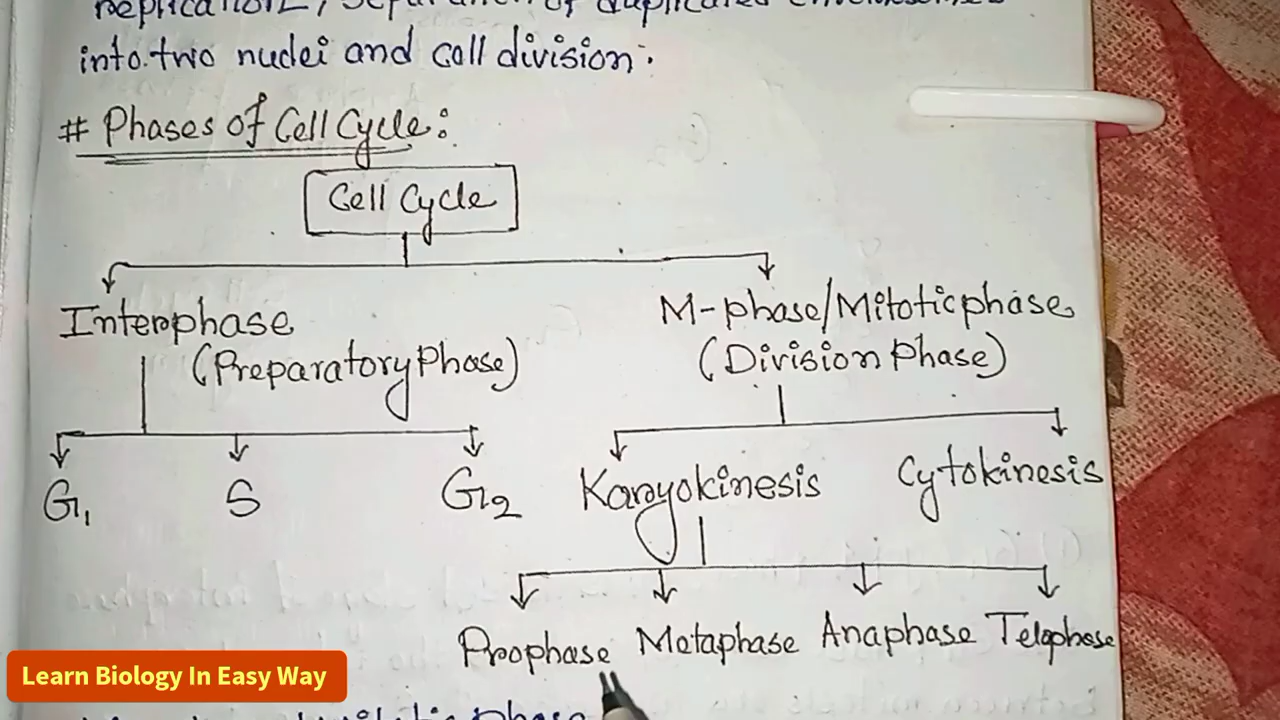 into two nuclei and cell division.
# Phases of Cell Cycle:
Cell Cycle
Interphase
(Preparatory Phase)
M-phase/Mitotic phase
(Division Phase)
G1 S G2
Karyokinesis Cytokinesis
Prophase Metaphase Anaphase Telophase
Learn Biology In Easy Way
phase